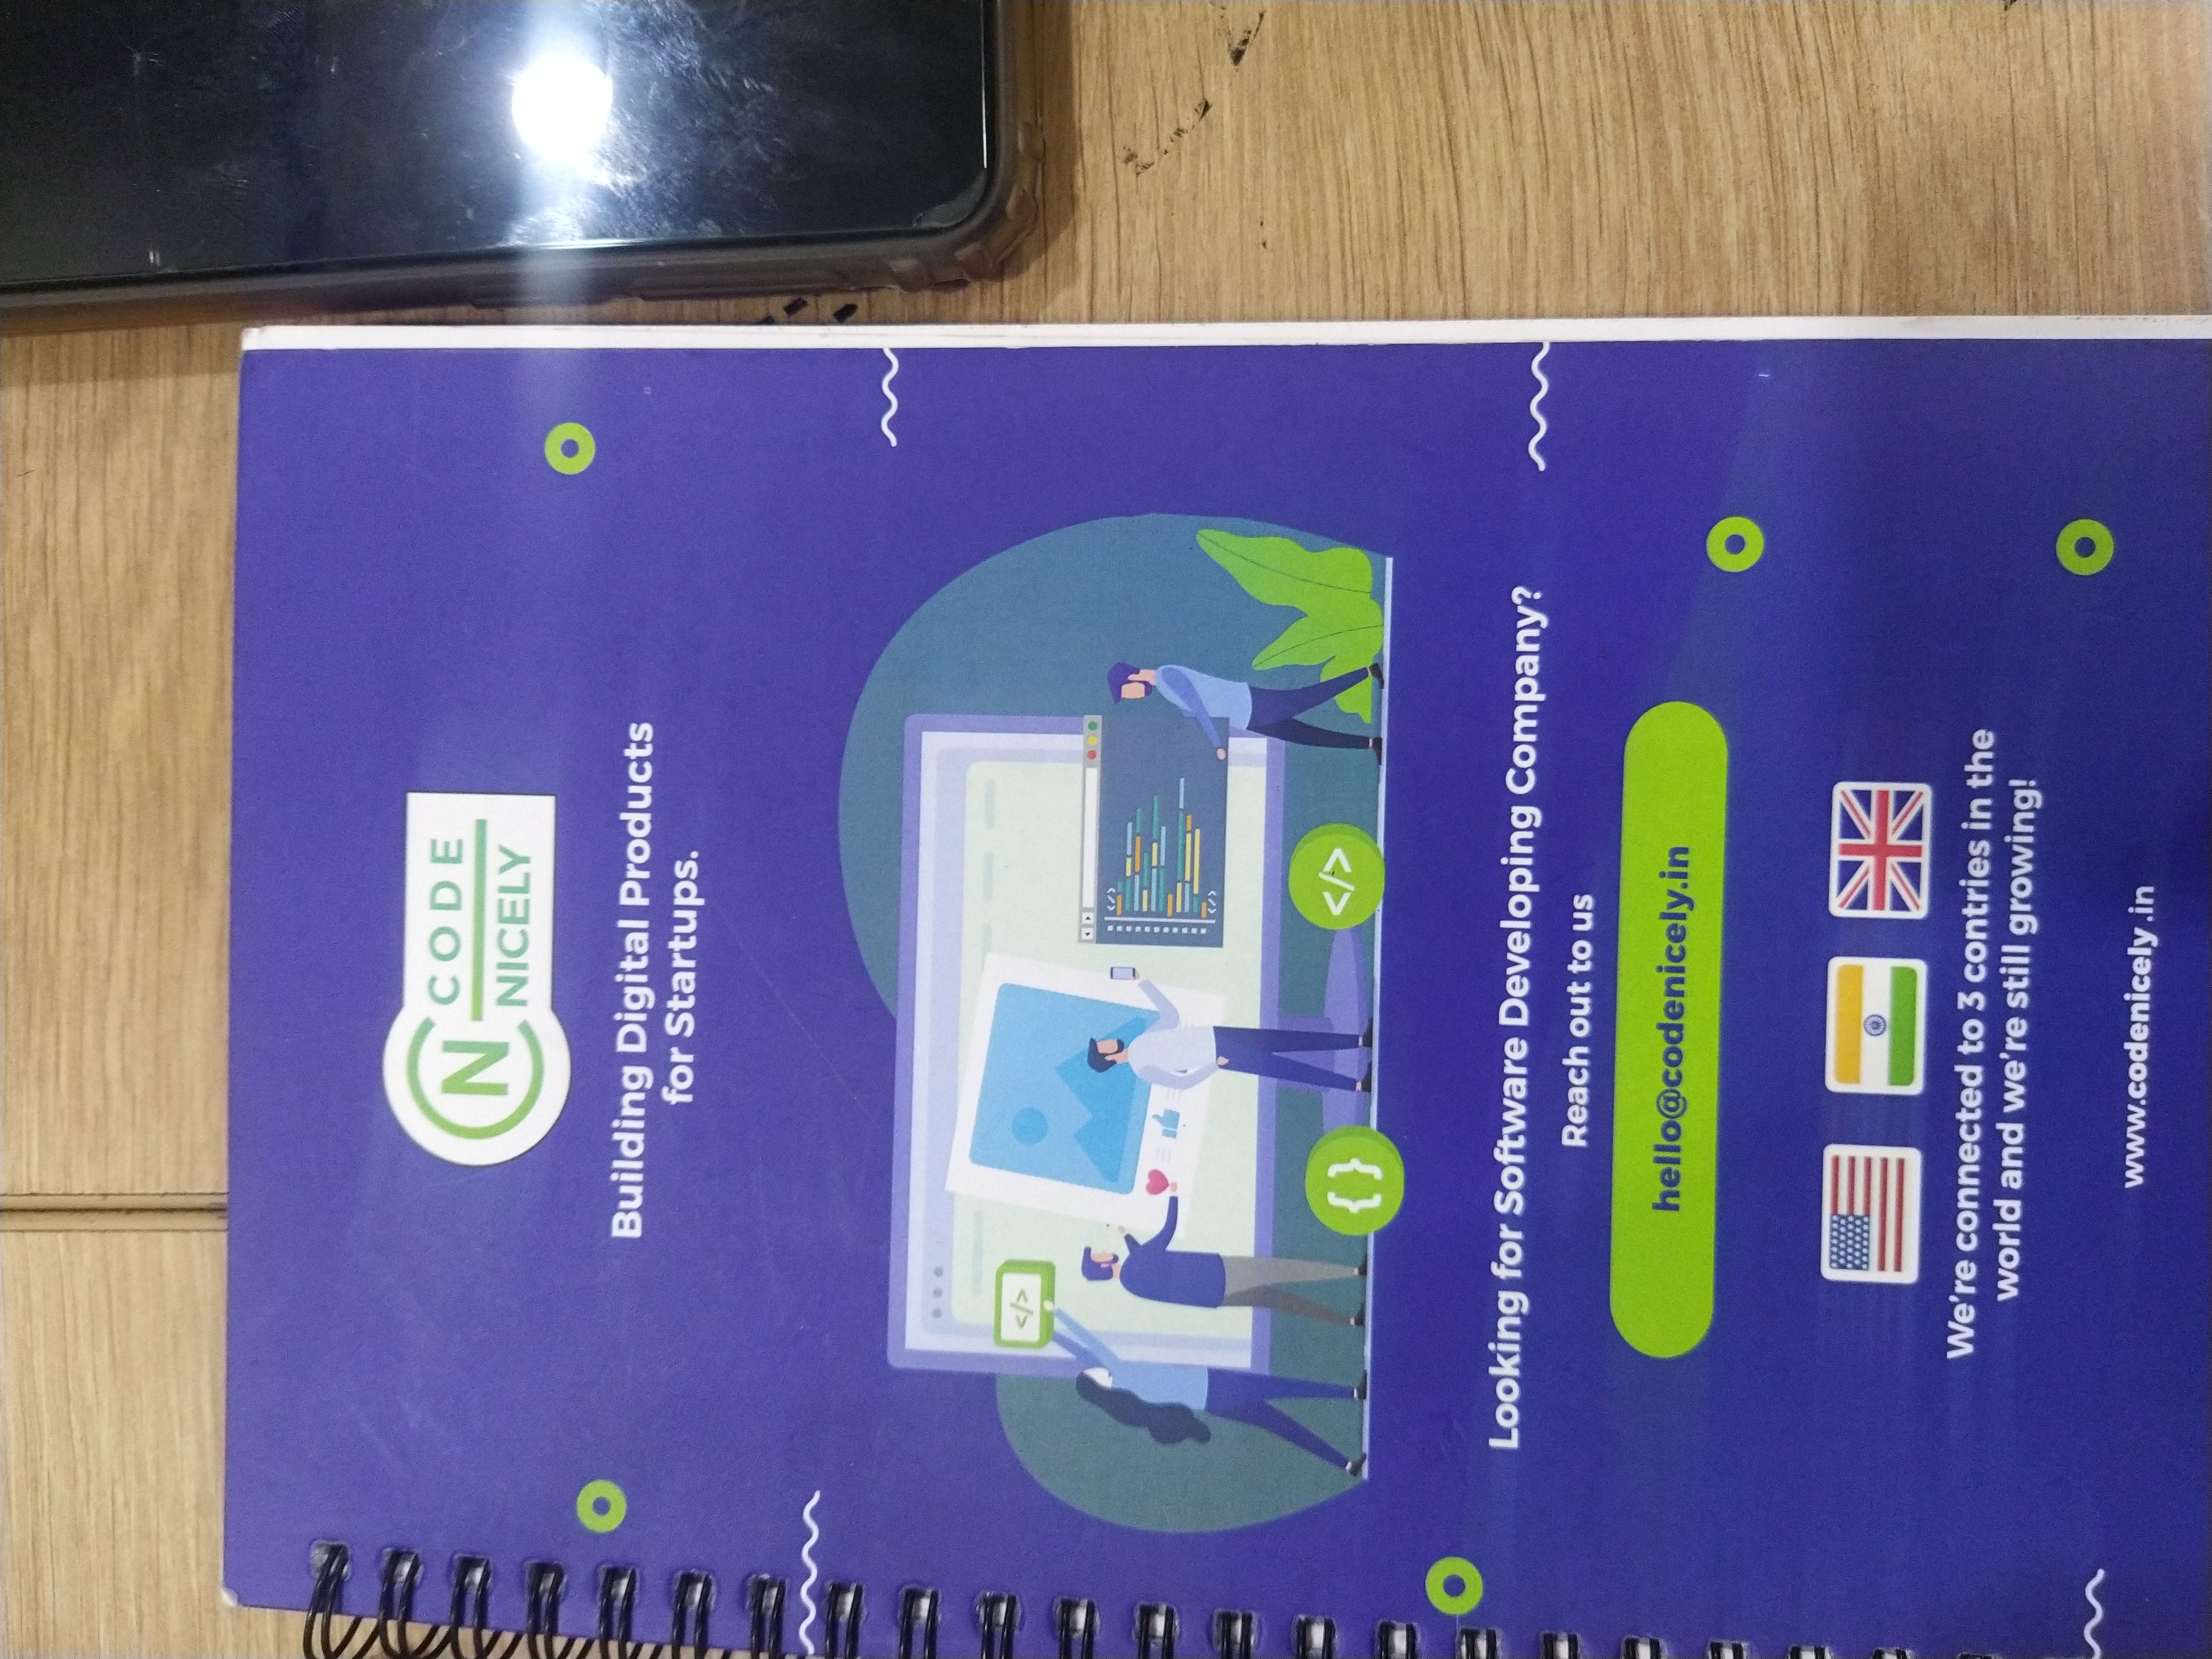 CN
CODE
NICELY
Building Digital Products
for Startups.
</>
</>
</>
{ }
</>
Looking for Software Developing Company?
Reach out to us
hello@codenicely.in
We're connected to 3 contries in the
world and we're still growing!
www.codenicely.in